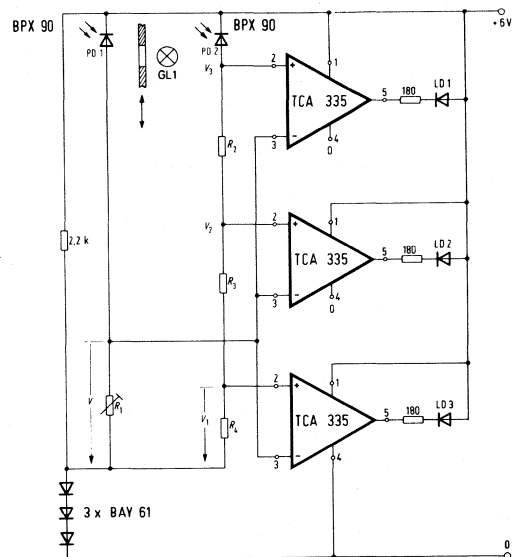 BPX 90
BPX 90
+6V
PD 1
GL1
PD 2
V3
2
+
1
TCA 335
5
180
LD 1
3
−
4
0
R2
2,2 k
V2
2
+
1
TCA 335
5
180
LD 2
R3
3
−
4
0
V
R1
2
+
1
V1
TCA 335
5
180
LD 3
R4
3
−
4
3 x BAY 61
0